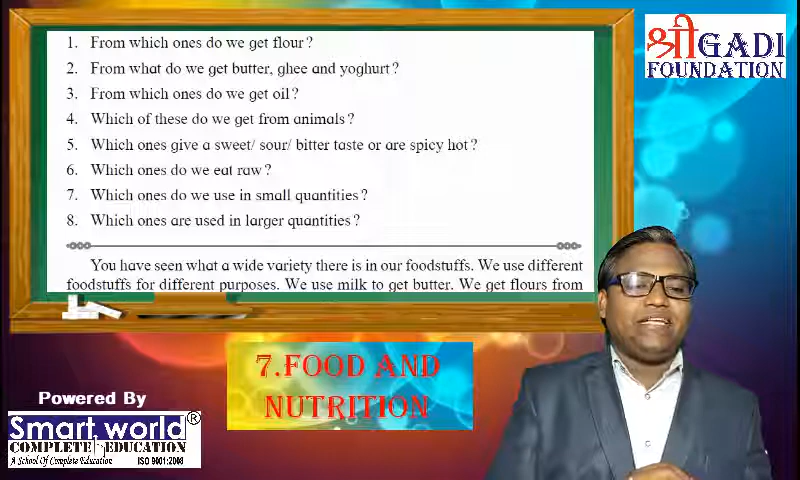 1. From which ones do we get flour?
2. From what do we get butter, ghee and yoghurt?
3. From which ones do we get oil?
4. Which of these do we get from animals?
5. Which ones give a sweet/ sour/ bitter taste or are spicy hot?
6. Which ones do we eat raw?
7. Which ones do we use in small quantities?
8. Which ones are used in larger quantities?
You have seen what a wide variety there is in our foodstuffs. We use different
foodstuffs for different purposes. We use milk to get butter. We get flours from
श्रीGADI
FOUNDATION
7.FOOD AND
NUTRITION
Powered By
Smart world®
COMPLETE EDUCATION
A School Of Complete Education ISO 9001:2008